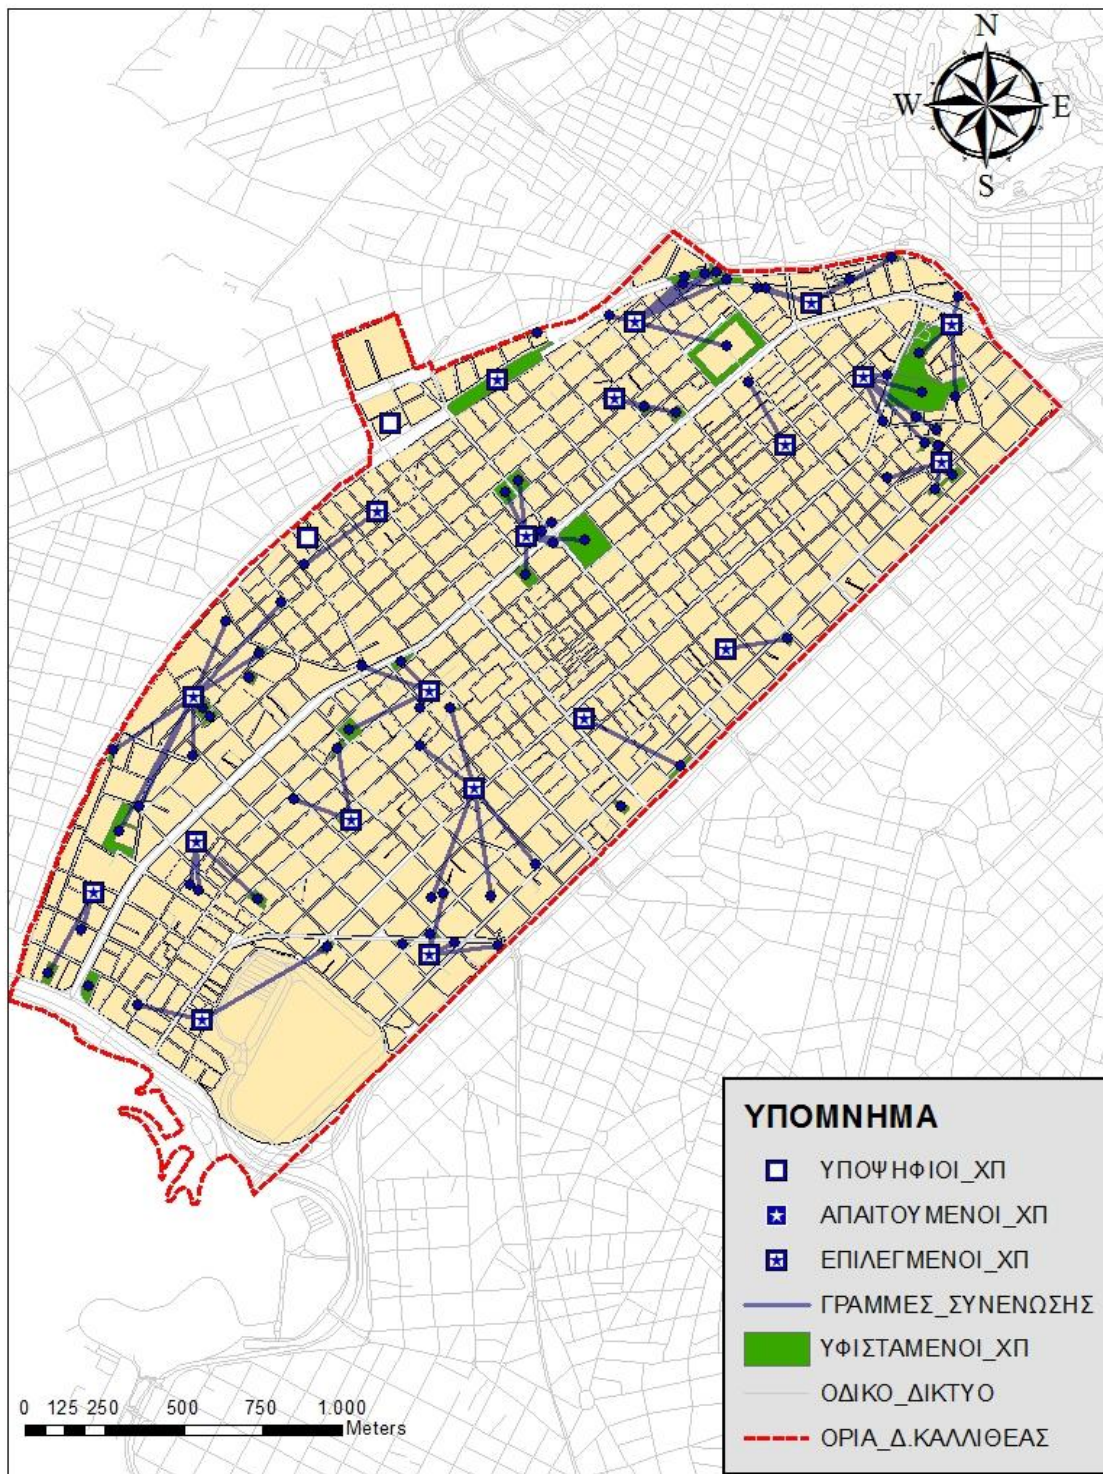 N
W E
S
ΥΠΟΜΝΗΜΑ
ΥΠΟΨΗΦΙΟΙ_ΧΠ
ΑΠΑΙΤΟΥΜΕΝΟΙ_ΧΠ
ΕΠΙΛΕΓΜΕΝΟΙ_ΧΠ
ΓΡΑΜΜΕΣ_ΣΥΝΕΝΩΣΗΣ
ΥΦΙΣΤΑΜΕΝΟΙ_ΧΠ
ΟΔΙΚΟ_ΔΙΚΤΥΟ
ΟΡΙΑ_Δ.ΚΑΛΛΙΘΕΑΣ
0 125 250 500 750 1.000
Meters